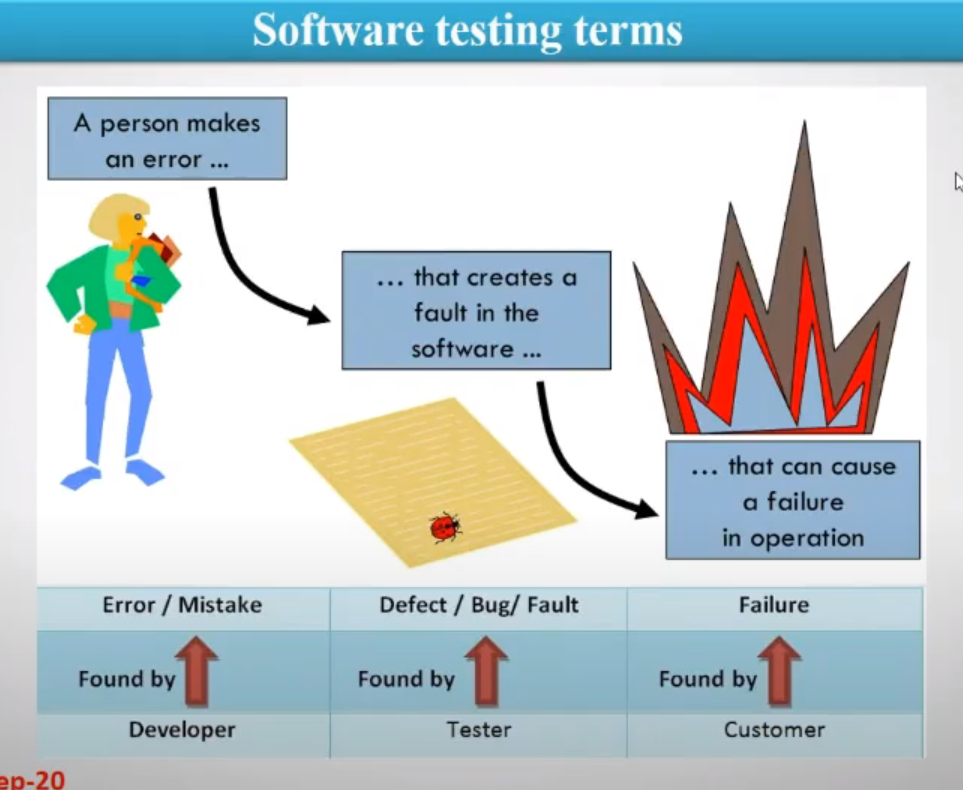 Software testing terms
A person makes
an error ...
... that creates a
fault in the
software ...
... that can cause
a failure
in operation
Error / Mistake
Defect / Bug/ Fault
Failure
Found by
Found by
Found by
Developer
Tester
Customer
ep-20